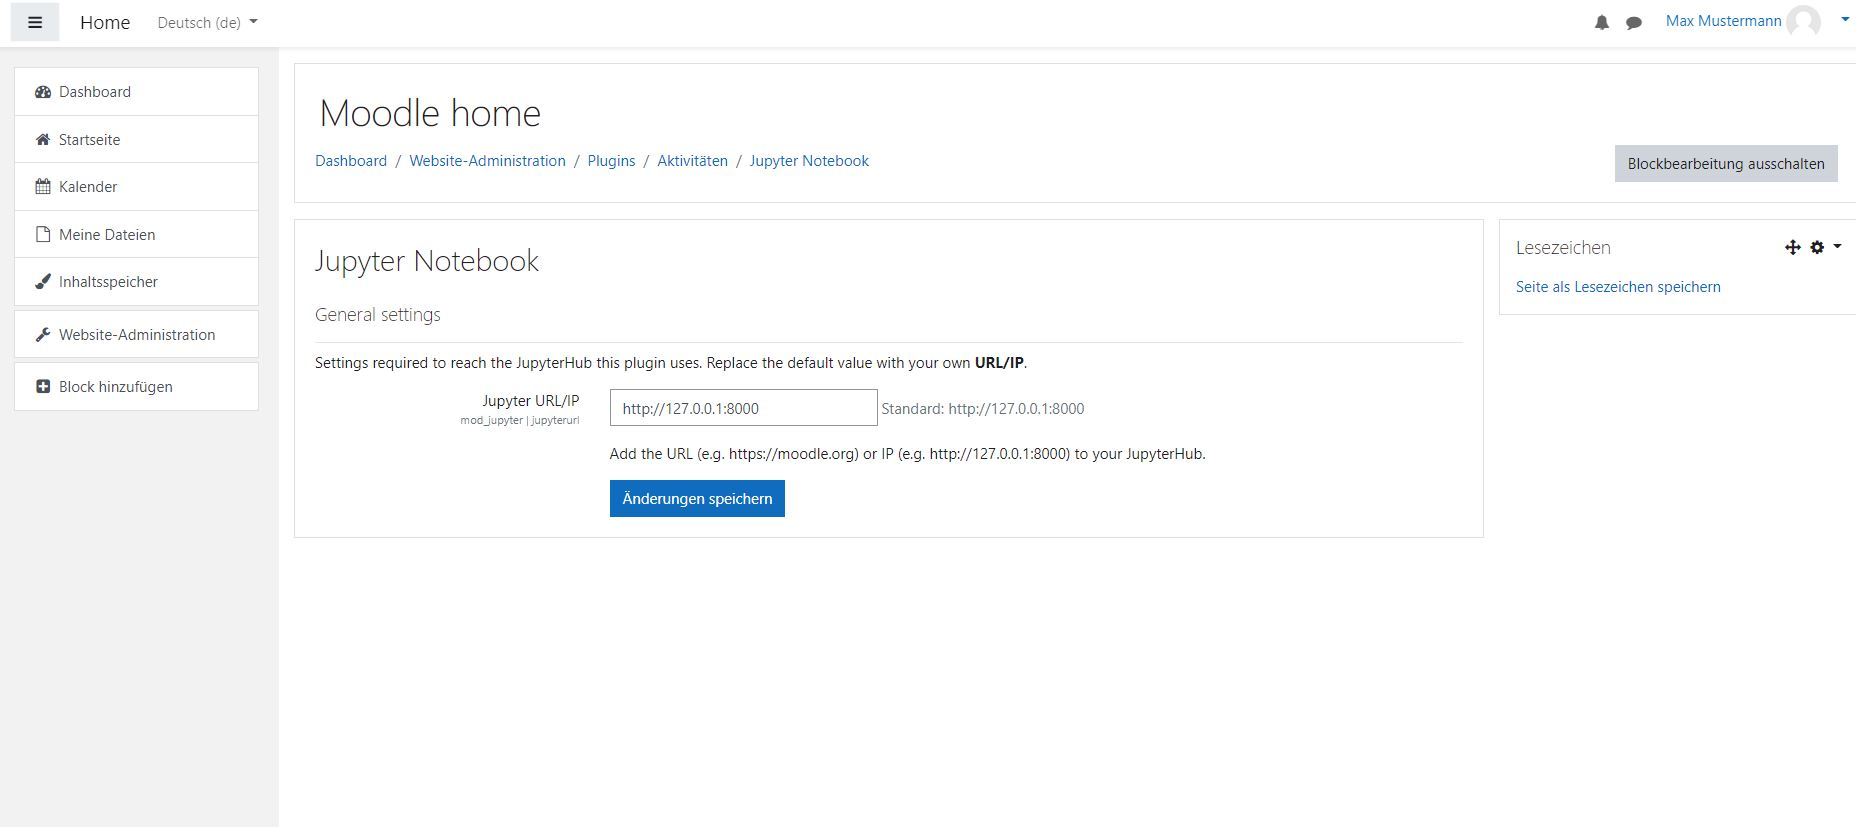 Home Deutsch (de) Max Mustermann
Dashboard
Startseite
Kalender
Meine Dateien
Inhaltsspeicher
Website-Administration
Block hinzufügen
Moodle home
Dashboard / Website-Administration / Plugins / Aktivitäten / Jupyter Notebook
Blockbearbeitung ausschalten
Jupyter Notebook
General settings
Settings required to reach the JupyterHub this plugin uses. Replace the default value with your own URL/IP.
Jupyter URL/IP
mod_jupyter | jupyterurl
http://127.0.0.1:8000 Standard: http://127.0.0.1:8000
Add the URL (e.g. https://moodle.org) or IP (e.g. http://127.0.0.1:8000) to your JupyterHub.
Änderungen speichern
Lesezeichen
Seite als Lesezeichen speichern